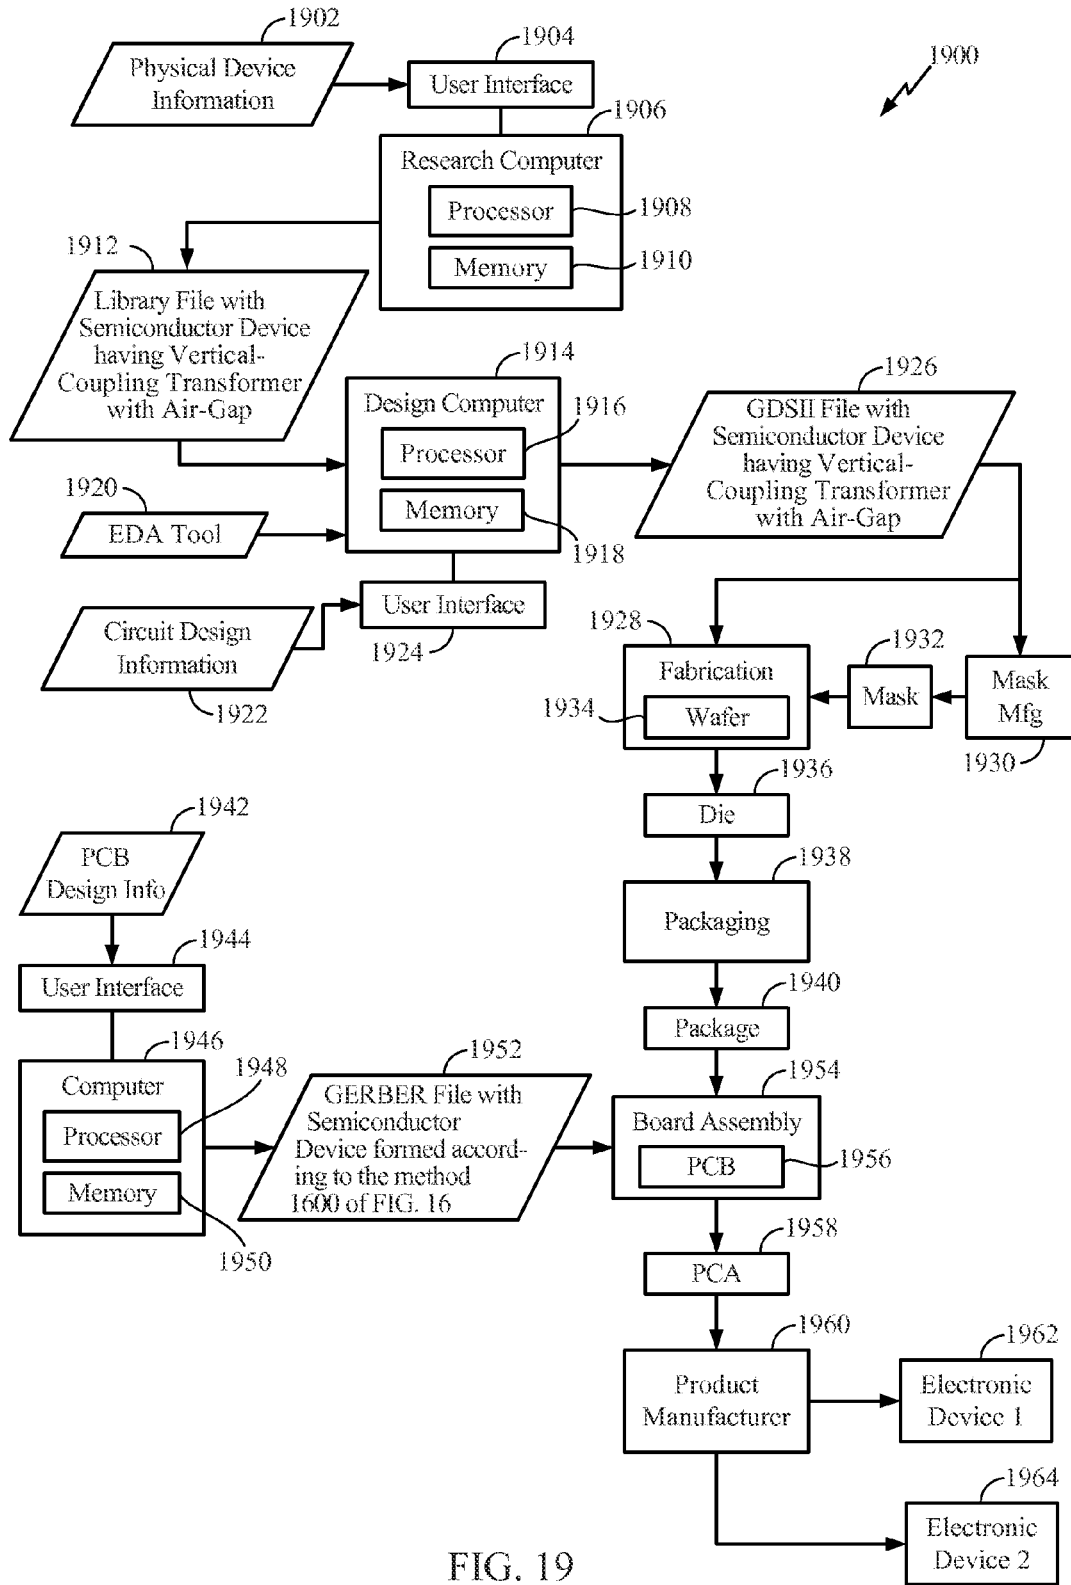 1902
Physical Device
Information
1904
User Interface
1900
1906
Research Computer
Processor
1908
Memory
1910
1912
Library File with
Semiconductor Device
having Vertical-
Coupling Transformer
with Air-Gap
1914
Design Computer
1916
Processor
Memory
1918
1920
EDA Tool
User Interface
1924
Circuit Design
Information
1922
1926
GDSII File with
Semiconductor Device
having Vertical-
Coupling Transformer
with Air-Gap
1928
Fabrication
1934
Wafer
1932
Mask
Mask
Mfg
1930
1936
Die
1938
Packaging
1940
Package
1942
PCB
Design Info
1944
User Interface
1946
Computer
1948
Processor
Memory
1950
1952
GERBER File with
Semiconductor
Device formed accord-
ing to the method
1600 of FIG. 16
1954
Board Assembly
PCB
1956
1958
PCA
1960
Product
Manufacturer
1962
Electronic
Device 1
1964
Electronic
Device 2
FIG. 19